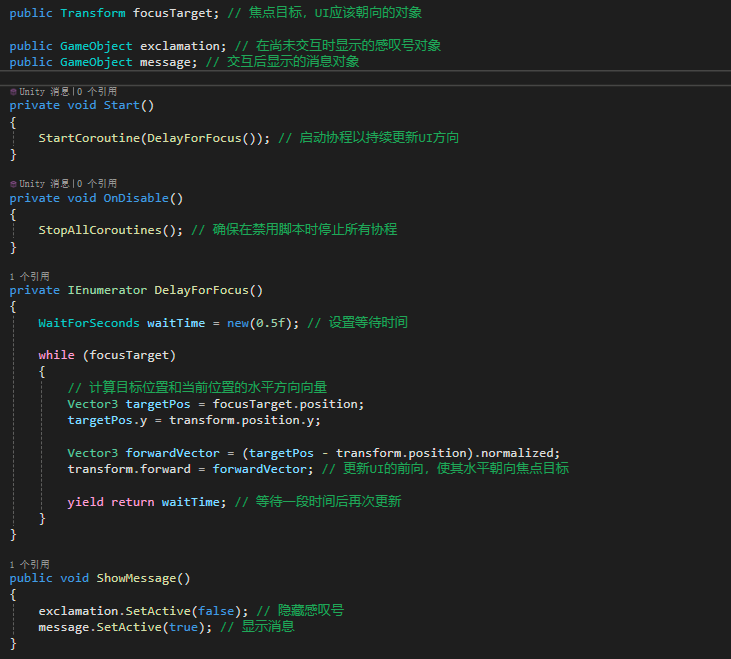 public Transform focusTarget; // 焦点目标，UI应该朝向的对象
public GameObject exclamation; // 在尚未交互时显示的感叹号对象
public GameObject message; // 交互后显示的消息对象
Unity 消息|0 个引用
private void Start()
{
StartCoroutine(DelayForFocus()); // 启动协程以持续更新UI方向
}
Unity 消息|0 个引用
private void OnDisable()
{
StopAllCoroutines(); // 确保在禁用脚本时停止所有协程
}
1 个引用
private IEnumerator DelayForFocus()
{
WaitForSeconds waitTime = new(0.5f); // 设置等待时间
while (focusTarget)
{
// 计算目标位置和当前位置的水平方向向量
Vector3 targetPos = focusTarget.position;
targetPos.y = transform.position.y;
Vector3 forwardVector = (targetPos - transform.position).normalized;
transform.forward = forwardVector; // 更新UI的前向，使其水平朝向焦点目标
yield return waitTime; // 等待一段时间后再次更新
}
}
1 个引用
public void ShowMessage()
{
exclamation.SetActive(false); // 隐藏感叹号
message.SetActive(true); // 显示消息
}